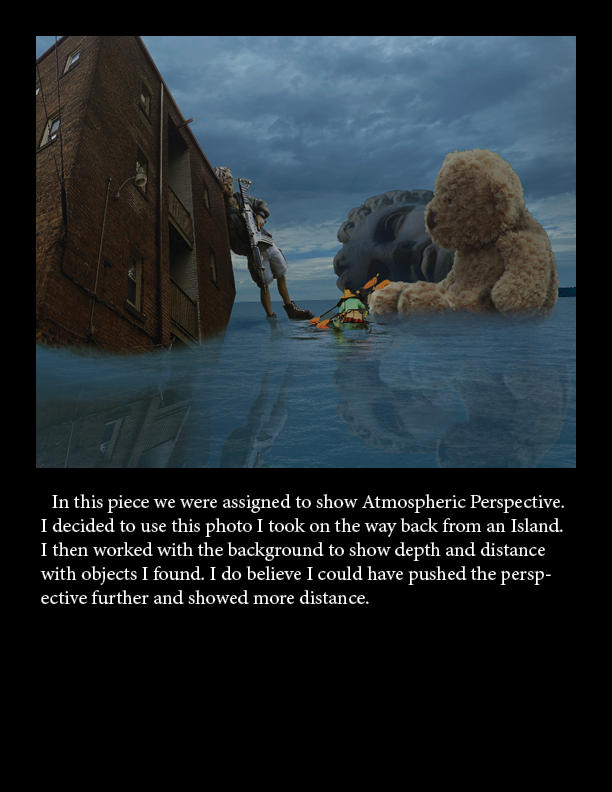 In this piece we were assigned to show Atmospheric Perspective.
I decided to use this photo I took on the way back from an Island.
I then worked with the background to show depth and distance
with objects I found. I do believe I could have pushed the persp-
ective further and showed more distance.